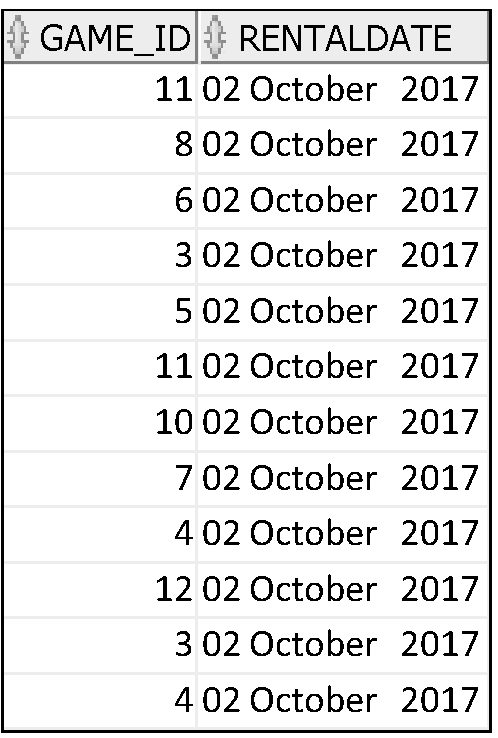 GAME_ID RENTALDATE
11 02 October 2017
8 02 October 2017
6 02 October 2017
3 02 October 2017
5 02 October 2017
11 02 October 2017
10 02 October 2017
7 02 October 2017
4 02 October 2017
12 02 October 2017
3 02 October 2017
4 02 October 2017